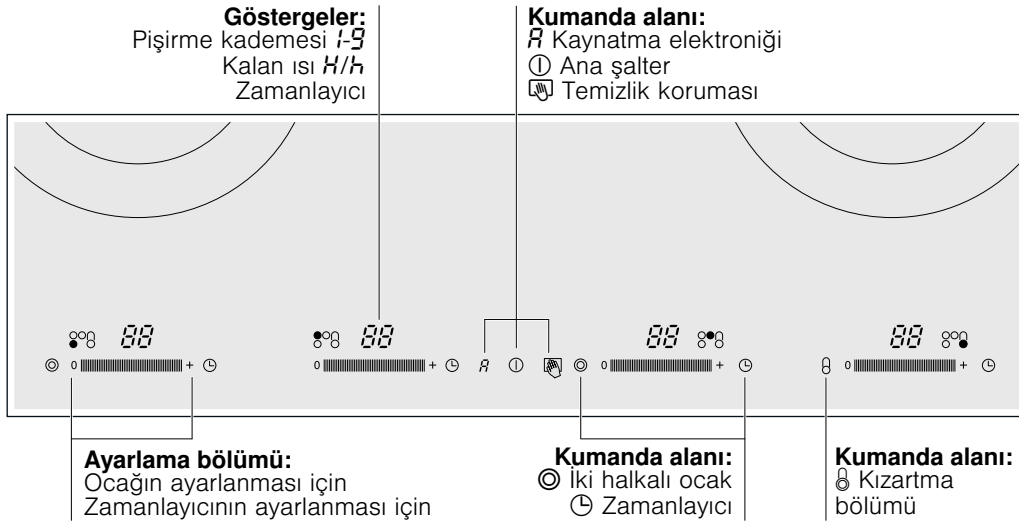 Göstergeler:
Pişirme kademesi 1-9
Kalan ısı H/h
Zamanlayıcı
Kumanda alanı:
A Kaynatma elektroniği
Ana şalter
Temizlik koruması
88
88
88
88
0 +
0 +
A
0 +
0 +
Ayarlama bölümü:
Ocağın ayarlanması için
Zamanlayıcının ayarlanması için
Kumanda alanı:
İki halkalı ocak
Zamanlayıcı
Kumanda alanı:
Kızartma
bölümü